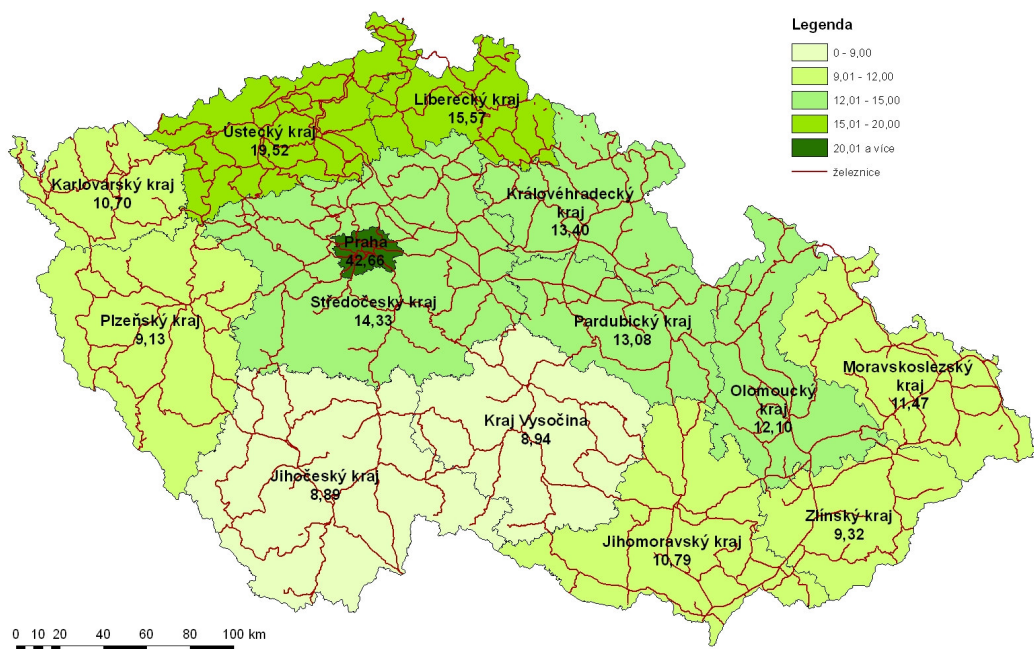 Legenda
0 - 9,00
9,01 - 12,00
12,01 - 15,00
15,01 - 20,00
20,01 a více
železnice
Liberecký kraj
15,57
Ústecký kraj
19,52
Karlovarský kraj
10,70
Královéhradecký
kraj
13,40
Praha
42,66
Středočeský kraj
14,33
Plzeňský kraj
9,13
Pardubický kraj
13,08
Moravskoslezský
kraj
11,47
Olomoucký
kraj
12,10
Kraj Vysočina
8,94
Jihočeský kraj
8,89
Zlínský kraj
9,32
Jihomoravský kraj
10,79
0 10 20 40 60 80 100 km